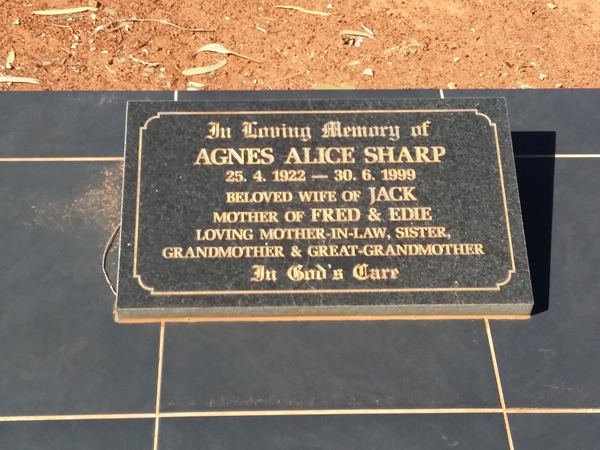 In Loving Memory of
AGNES ALICE SHARP
25. 4. 1922 — 30. 6. 1999
BELOVED WIFE OF JACK
MOTHER OF FRED & EDIE
LOVING MOTHER-IN-LAW, SISTER,
GRANDMOTHER & GREAT-GRANDMOTHER
In God's Care